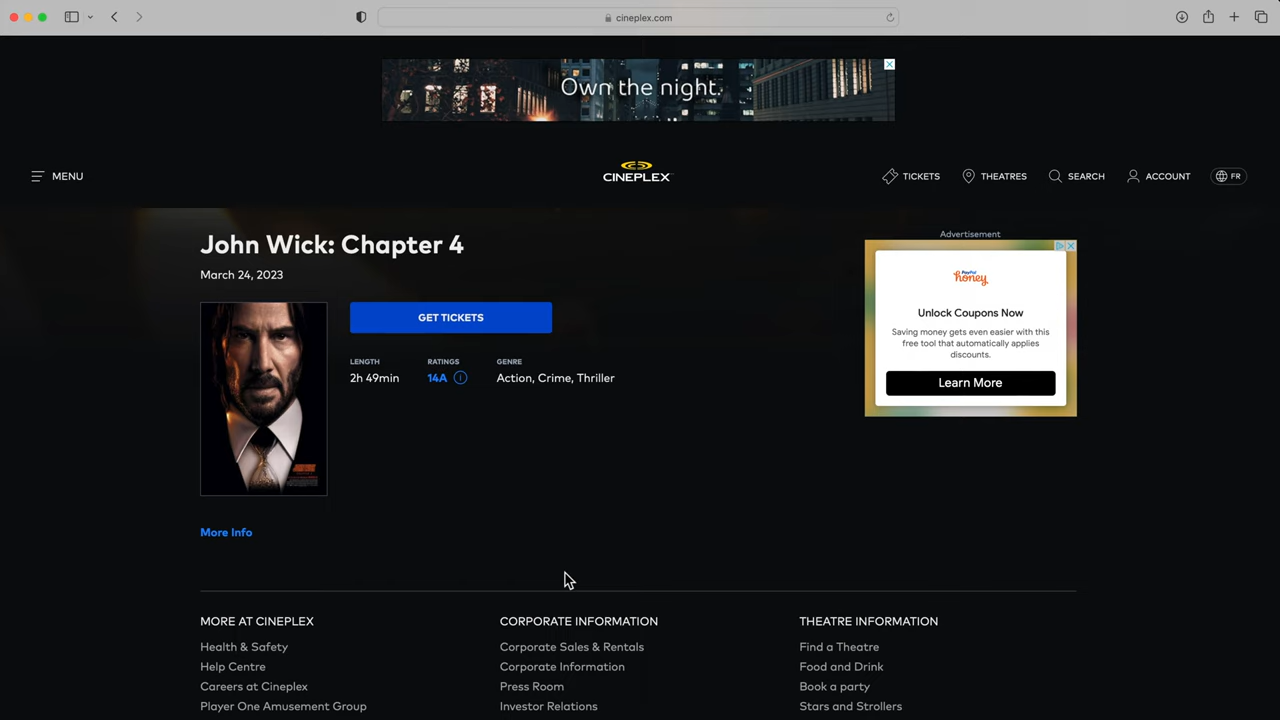 cineplex.com
Own the night.
MENU
CINEPLEX
TICKETS
THEATRES
SEARCH
ACCOUNT
FR
John Wick: Chapter 4
March 24, 2023
GET TICKETS
LENGTH
2h 49min
RATINGS
14A
GENRE
Action, Crime, Thriller
More Info
Advertisement
PayPal
honey
Unlock Coupons Now
Saving money gets even easier with this
free tool that automatically applies
discounts.
Learn More
MORE AT CINEPLEX
Health & Safety
Help Centre
Careers at Cineplex
Player One Amusement Group
CORPORATE INFORMATION
Corporate Sales & Rentals
Corporate Information
Press Room
Investor Relations
THEATRE INFORMATION
Find a Theatre
Food and Drink
Book a party
Stars and Strollers